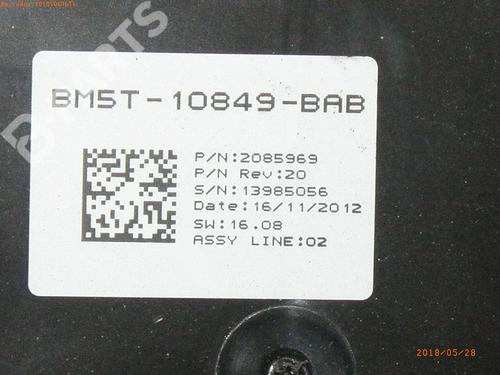 B-PARTS
BM5T-10849-BAB
P/N:2085969
P/N Rev:20
S/N:13985056
Date:16/11/2012
SW:16.08
ASSY LINE:02
2018/05/28